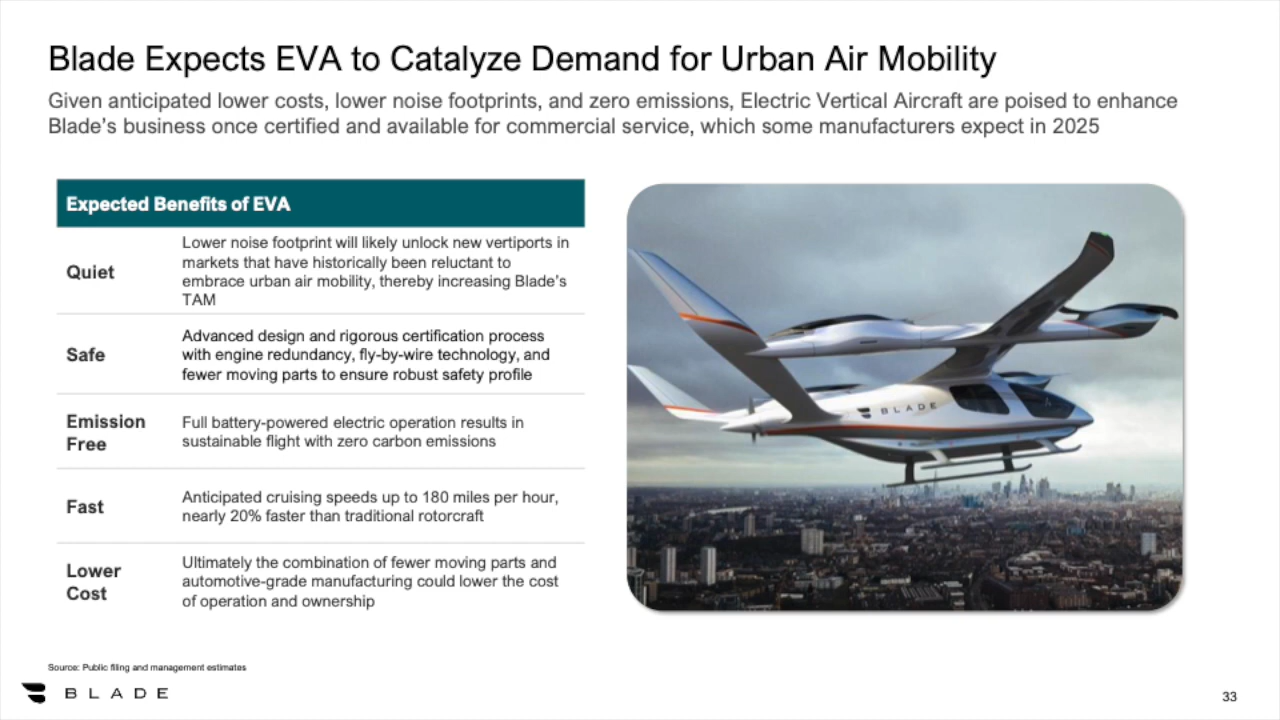 Blade Expects EVA to Catalyze Demand for Urban Air Mobility
Given anticipated lower costs, lower noise footprints, and zero emissions, Electric Vertical Aircraft are poised to enhance
Blade's business once certified and available for commercial service, which some manufacturers expect in 2025
Expected Benefits of EVA
Quiet
Lower noise footprint will likely unlock new vertiports in
markets that have historically been reluctant to
embrace urban air mobility, thereby increasing Blade's
TAM
Safe
Advanced design and rigorous certification process
with engine redundancy, fly-by-wire technology, and
fewer moving parts to ensure robust safety profile
Emission
Free
Full battery-powered electric operation results in
sustainable flight with zero carbon emissions
Fast
Anticipated cruising speeds up to 180 miles per hour,
nearly 20% faster than traditional rotorcraft
Lower
Cost
Ultimately the combination of fewer moving parts and
automotive-grade manufacturing could lower the cost
of operation and ownership
BLADE
Source: Public filing and management estimates
BLADE
33